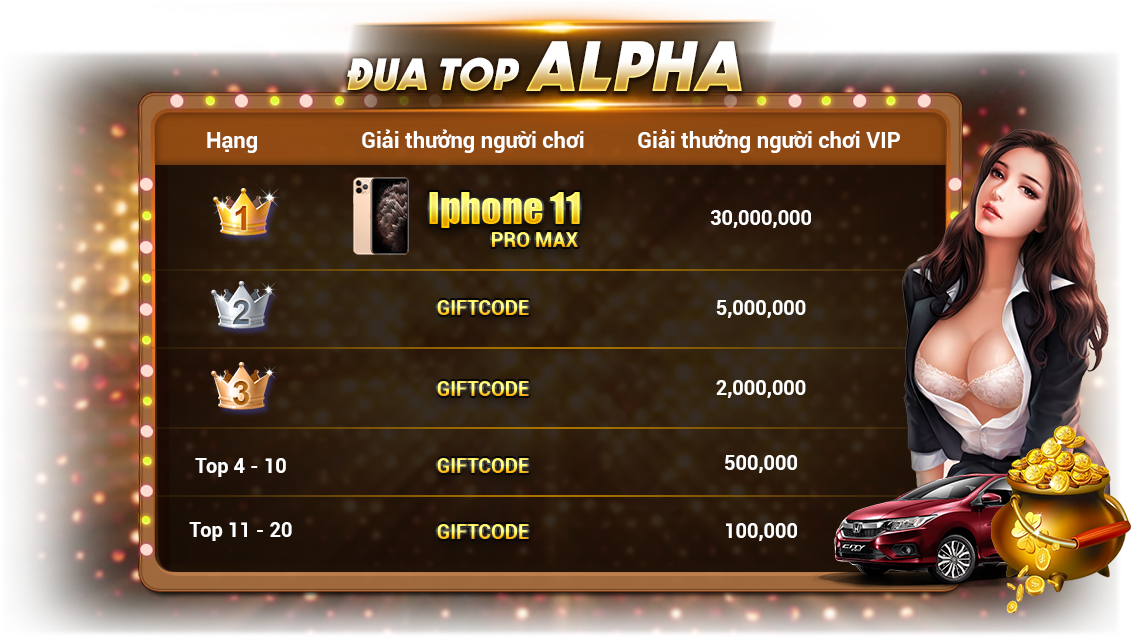 ĐUA TOP ALPHA
Hạng Giải thưởng người chơi Giải thưởng người chơi VIP
1 Iphone 11 30,000,000
PRO MAX
2 GIFTCODE 5,000,000
3 GIFTCODE 2,000,000
Top 4 - 10 GIFTCODE 500,000
Top 11 - 20 GIFTCODE 100,000
CITY